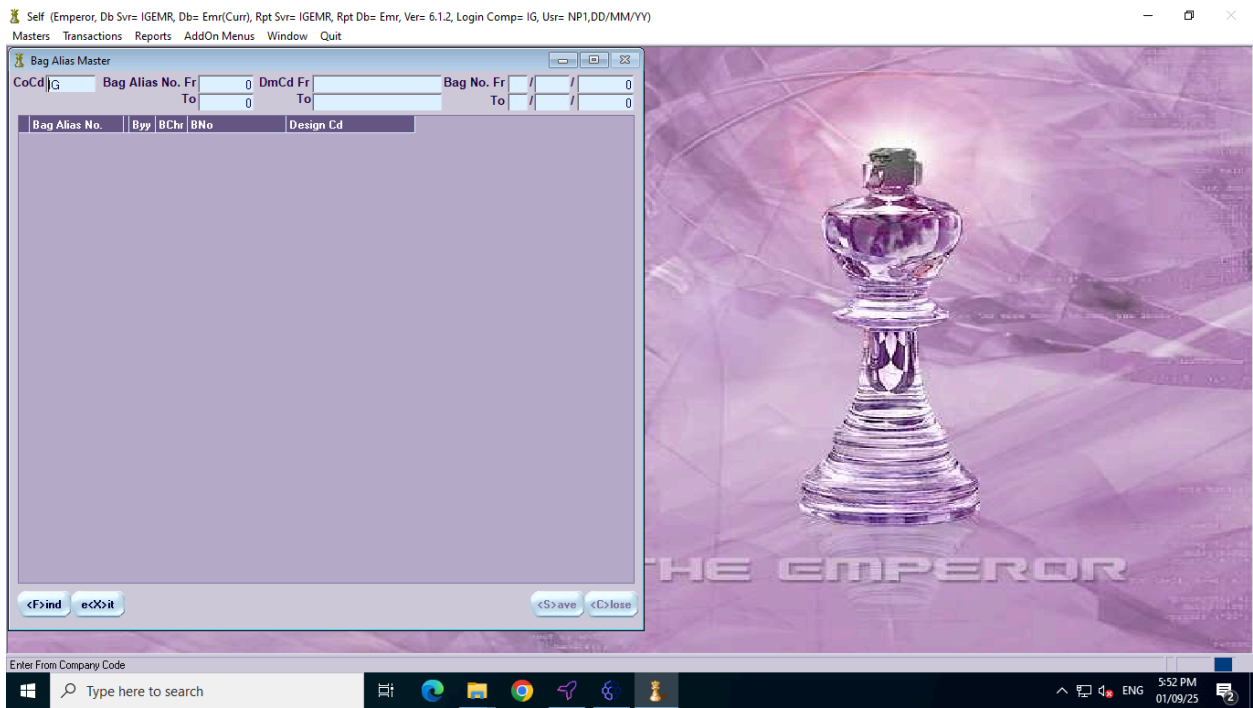 Self (Emperor, Db Svr= IGEMR, Db= Emr(Curr), Rpt Svr= IGEMR, Rpt Db= Emr, Ver= 6.1.2, Login Comp= IG, Usr= NP1,DD/MM/YY)
Masters Transactions Reports AddOn Menus Window Quit
Bag Alias Master
CoCd IG Bag Alias No. Fr 0 DmCd Fr Bag No. Fr / / 0
To 0 To To / / 0
Bag Alias No. Byy BChr BNo Design Cd
THE EMPEROR
<F>ind e<X>it <S>ave <C>lose
Enter From Company Code
Type here to search
ENG
5:52 PM
01/09/25
2